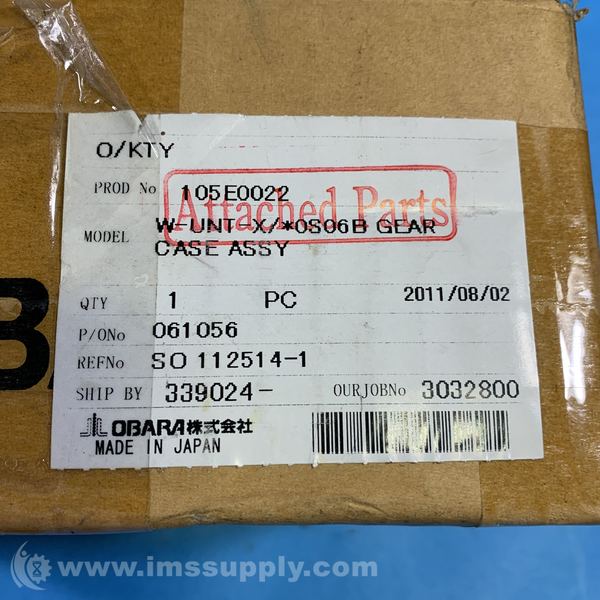 O/KTY
PROD No 105E0022
Attached Parts
MODEL W-UNI X/*0S06B GEAR
CASE ASSY
QTY 1 PC 2011/08/02
P/ONo 061056
REFNo SO 112514-1
SHIP BY 339024- OURJOBNo 3032800
OBARA株式会社
MADE IN JAPAN
www.imssupply.com